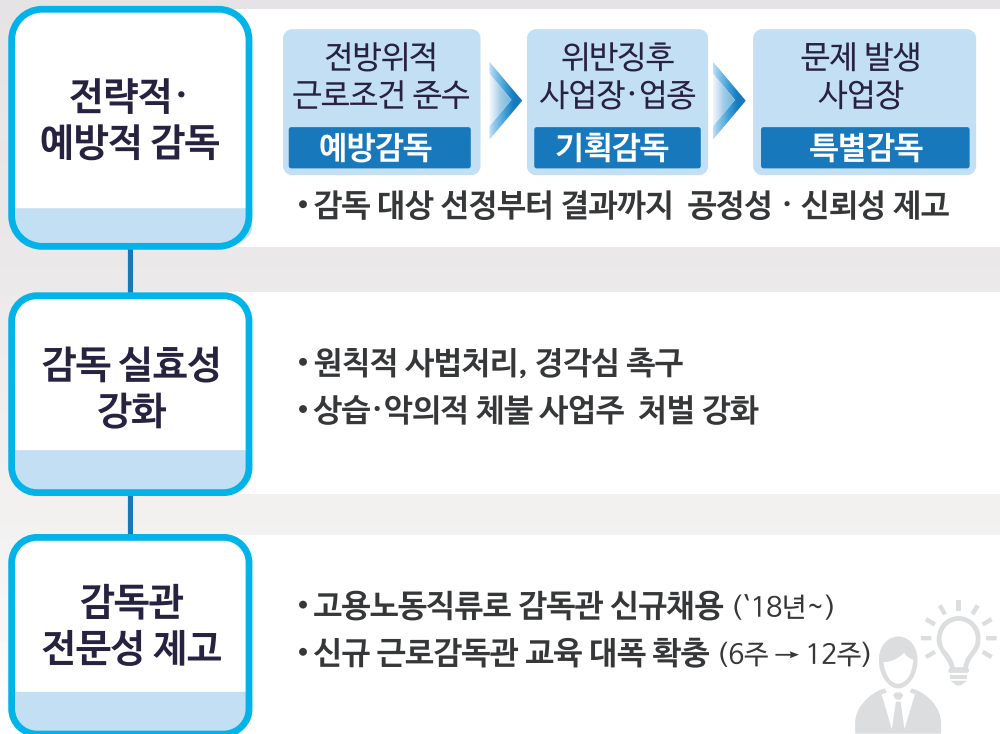 전략적·
예방적 감독
전방위적
근로조건 준수
예방감독
위반징후
사업장·업종
기획감독
문제 발생
사업장
특별감독
• 감독 대상 선정부터 결과까지 공정성 · 신뢰성 제고
감독 실효성
강화
• 원칙적 사법처리, 경각심 촉구
• 상습·악의적 체불 사업주 처벌 강화
감독관
전문성 제고
• 고용노동직류로 감독관 신규채용 (‵18년~)
• 신규 근로감독관 교육 대폭 확충 (6주 → 12주)